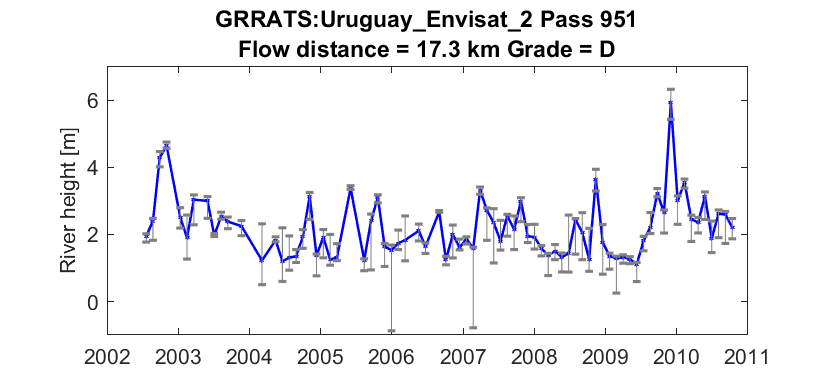 GRRATS:Uruguay_Envisat_2 Pass 951
Flow distance = 17.3 km Grade = D
River height [m]
6
4
2
0
2002 2003 2004 2005 2006 2007 2008 2009 2010 2011